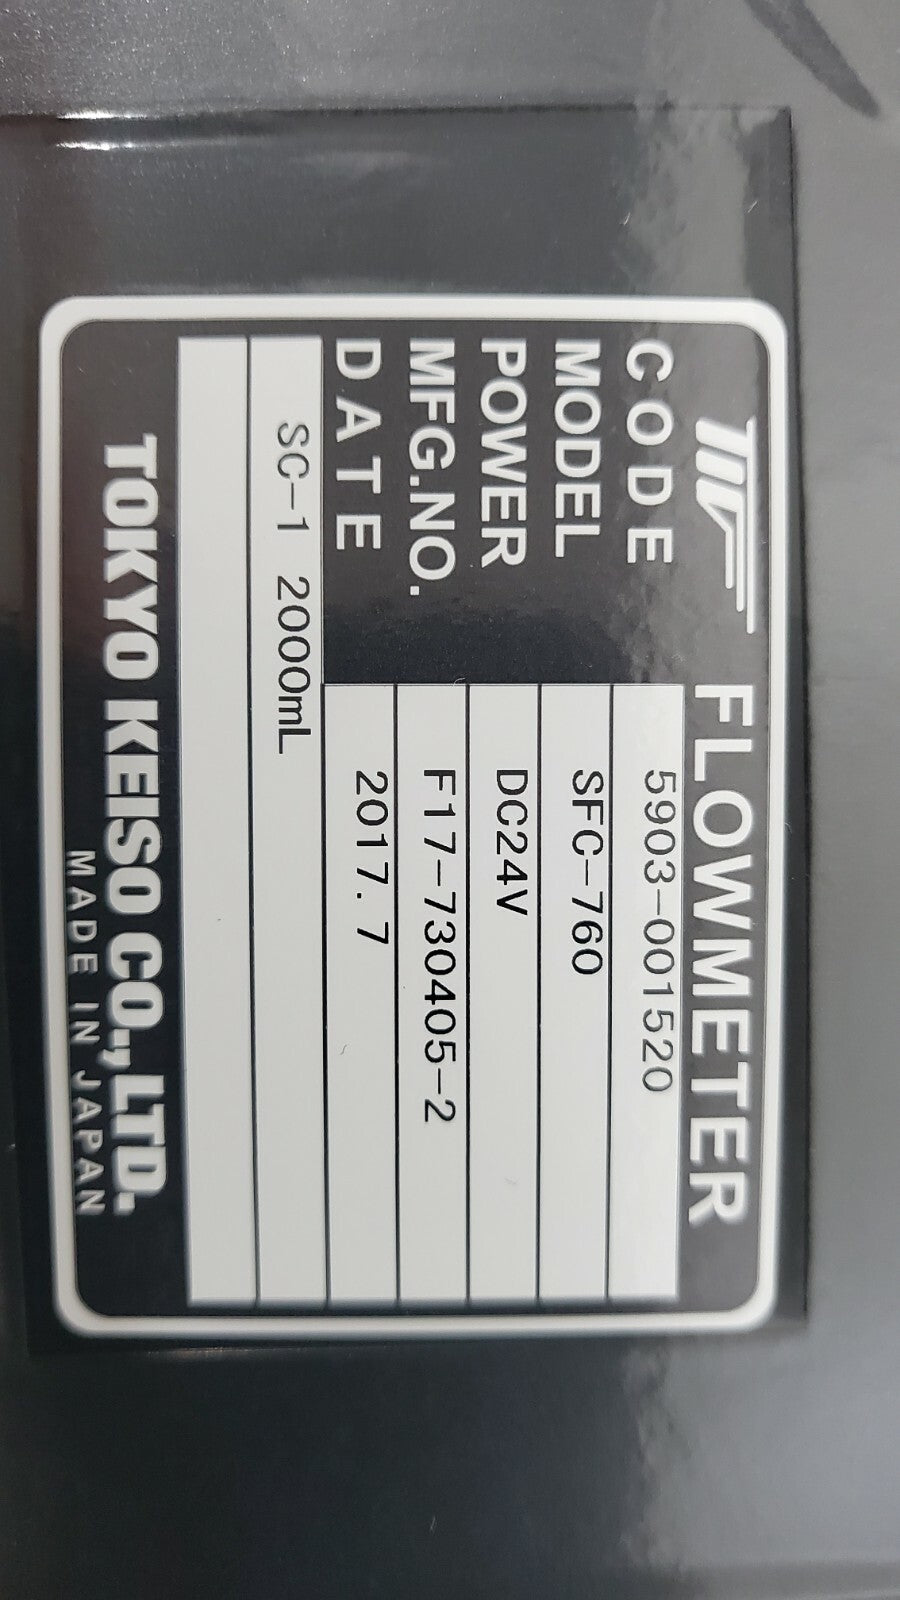 FLOWMETER
CODE 5903-001520
MODEL SFC-760
POWER DC24V
MFG.NO. F17-730405-2
DATE 2017. 7
SC-1 2000mL
TOKYO KEISO CO.,LTD.
MADE IN JAPAN